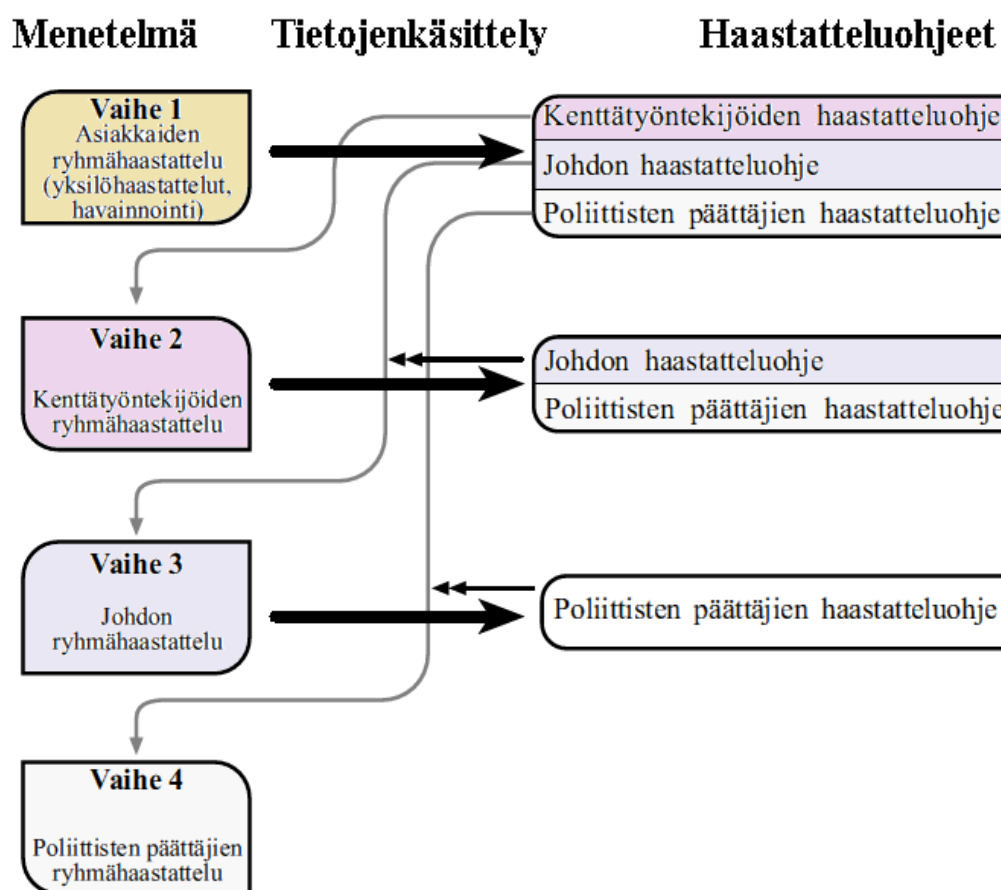 Menetelmä Tietojenkäsittely Haastatteluohjeet
Vaihe 1
Asiakkaiden
ryhmähaastattelu
(yksilöhaastattelut,
havainnointi)
Kenttätyöntekijöiden haastatteluohje
Johdon haastatteluohje
Poliittisten päättäjien haastatteluohje
Vaihe 2
Kenttätyöntekijöiden
ryhmähaastattelu
Johdon haastatteluohje
Poliittisten päättäjien haastatteluohje
Vaihe 3
Johdon
ryhmähaastattelu
Poliittisten päättäjien haastatteluohje
Vaihe 4
Poliittisten päättäjien
ryhmähaastattelu